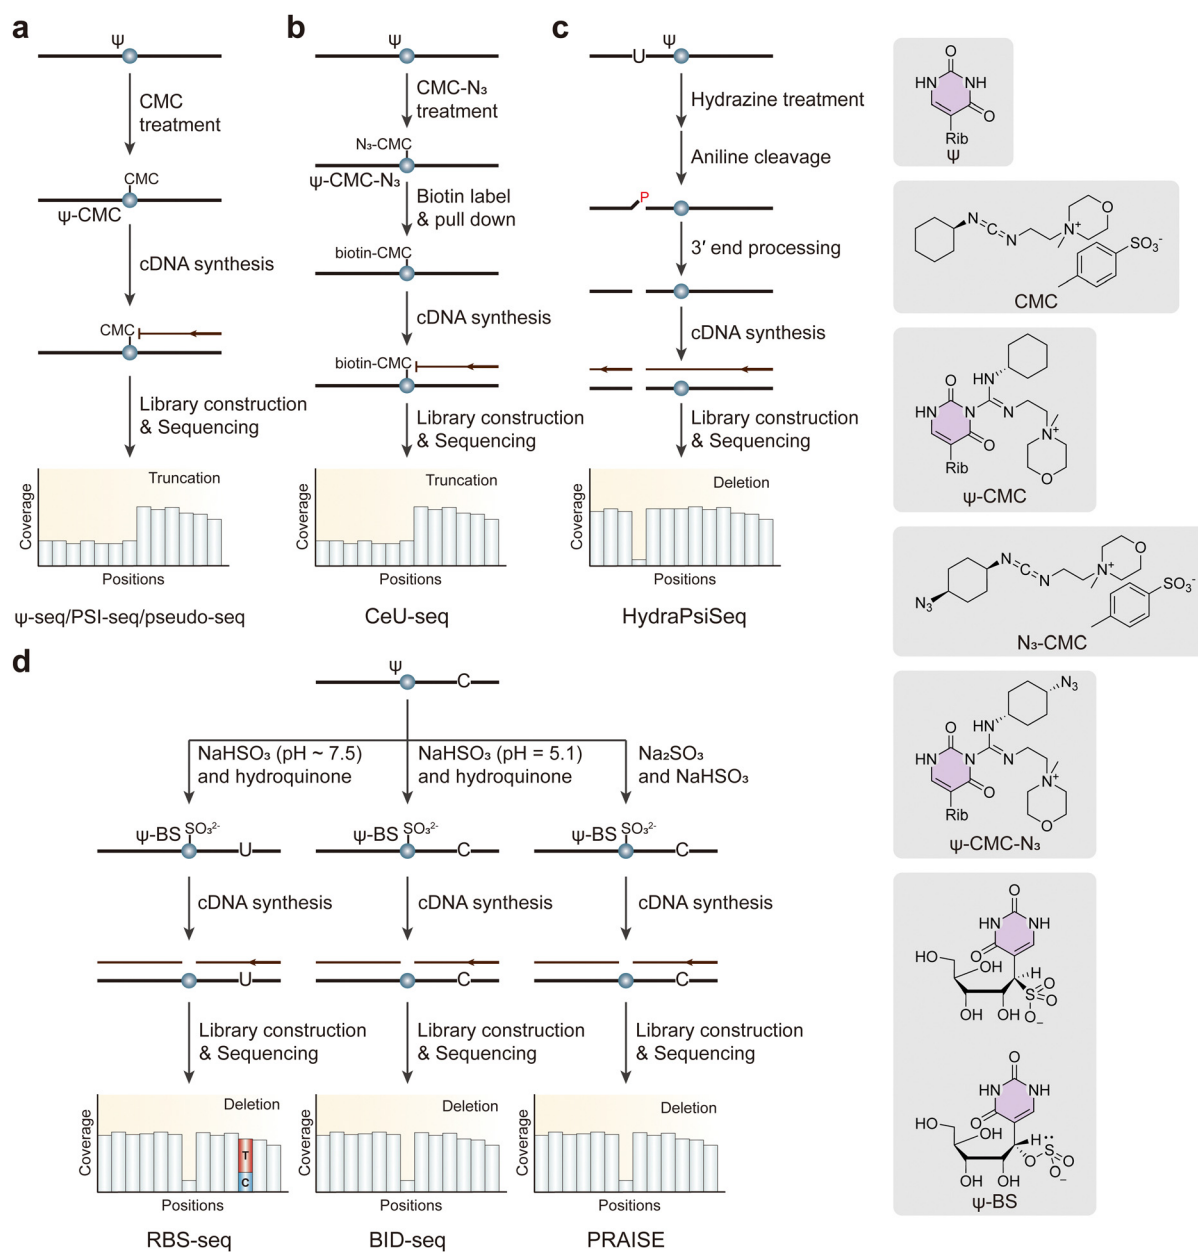 a
Ψ
CMC
treatment
CMC
Ψ-CMC
cDNA synthesis
CMC
Library construction
& Sequencing
Coverage
Truncation
Positions
Ψ-seq/PSI-seq/pseudo-seq
b
Ψ
CMC-N₃
treatment
N₃-CMC
Ψ-CMC-N₃
Biotin label
& pull down
biotin-CMC
cDNA synthesis
biotin-CMC
Library construction
& Sequencing
Coverage
Truncation
Positions
CeU-seq
c
U
Ψ
Hydrazine treatment
Aniline cleavage
P
3′ end processing
cDNA synthesis
Library construction
& Sequencing
Coverage
Deletion
Positions
HydraPsiSeq
d
Ψ
C
NaHSO₃ (pH ~ 7.5)
and hydroquinone
NaHSO₃ (pH = 5.1)
and hydroquinone
Na₂SO₃
and NaHSO₃
Ψ-BS SO₃²⁻
U
Ψ-BS SO₃²⁻
C
Ψ-BS SO₃²⁻
C
cDNA synthesis
cDNA synthesis
cDNA synthesis
U
C
C
Library construction
& Sequencing
Library construction
& Sequencing
Library construction
& Sequencing
Coverage
Deletion
T
C
Positions
RBS-seq
Coverage
Deletion
Positions
BID-seq
Coverage
Deletion
Positions
PRAISE
O
HN NH
O
Rib
Ψ
N C N
N⁺
O
SO₃⁻
CMC
HN
O
HN N N
O
N⁺
Rib
O
Ψ-CMC
N C N
N⁺
O
N₃
SO₃⁻
N₃-CMC
N₃
HN
O
HN N N
O
N⁺
Rib
O
Ψ-CMC-N₃
O
HN NH
O
HO
OH
H
S O
O
O⁻
OH OH
O
HN NH
O
HO
OH
H
O S O
O⁻
OH OH
Ψ-BS